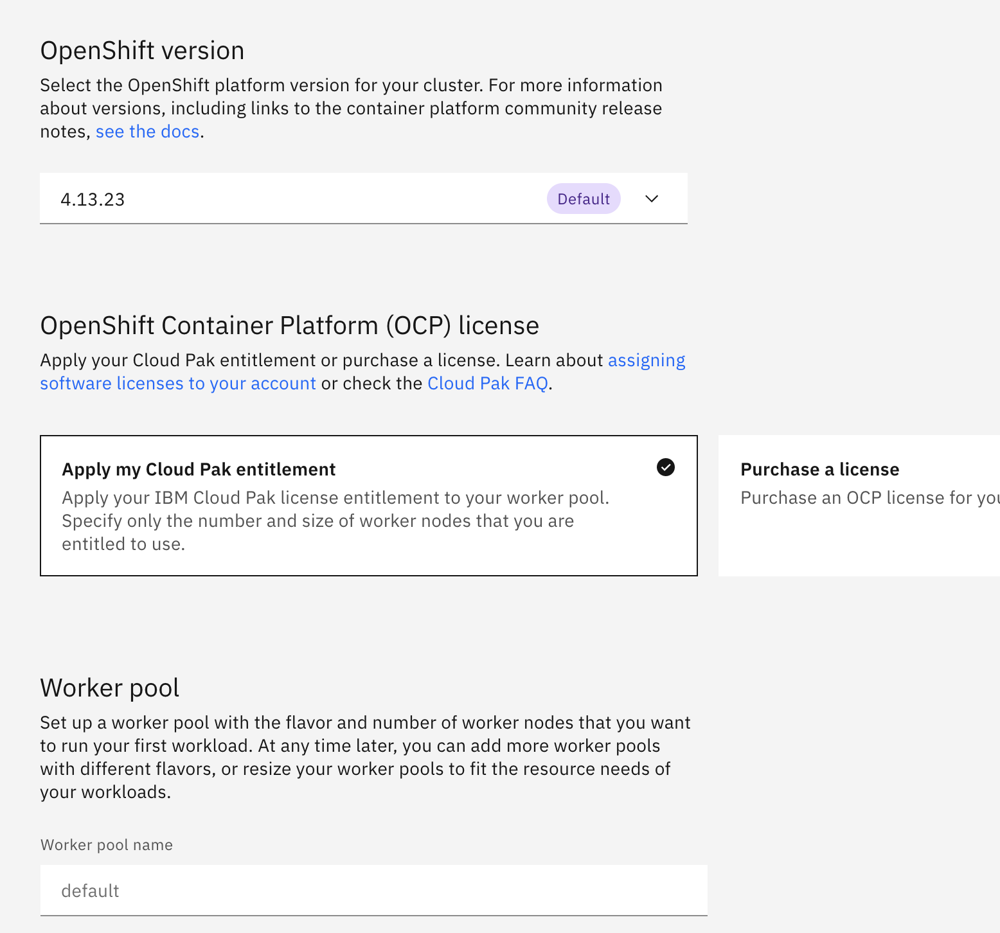 OpenShift version
Select the OpenShift platform version for your cluster. For more information
about versions, including links to the container platform community release
notes, see the docs.
4.13.23 Default
OpenShift Container Platform (OCP) license
Apply your Cloud Pak entitlement or purchase a license. Learn about assigning
software licenses to your account or check the Cloud Pak FAQ.
Apply my Cloud Pak entitlement
Apply your IBM Cloud Pak license entitlement to your worker pool.
Specify only the number and size of worker nodes that you are
entitled to use.
Purchase a license
Purchase an OCP license for
Worker pool
Set up a worker pool with the flavor and number of worker nodes that you want
to run your first workload. At any time later, you can add more worker pools
with different flavors, or resize your worker pools to fit the resource needs of
your workloads.
Worker pool name
default